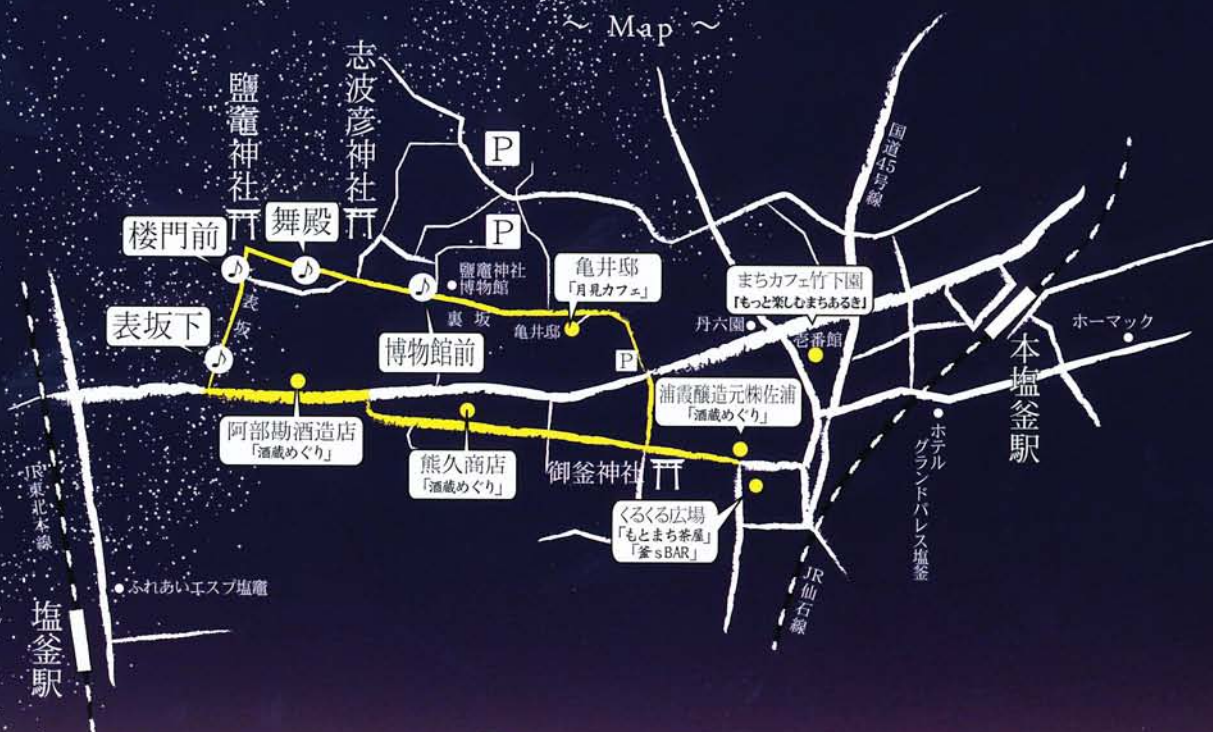 ～ Map ～
鹽竈神社
志波彦神社
P
国道45号線
P
舞殿
楼門前
鹽竈神社
博物館
亀井邸
「月見カフェ」
まちカフェ竹下園
「もっと楽しむまちあるき」
表坂
裏坂
亀井邸
丹六園
壱番館
ホーマック
表坂下
博物館前
P
本塩釜駅
浦霞醸造元㈱佐浦
「酒蔵めぐり」
阿部勘酒造店
「酒蔵めぐり」
熊久商店
「酒蔵めぐり」
御釜神社
ホテル
グランドパレス塩釜
JR東北本線
くるくる広場
「もとまち茶屋」
「釜sBAR」
JR仙石線
ふれあいエスプ塩竈
塩釜駅